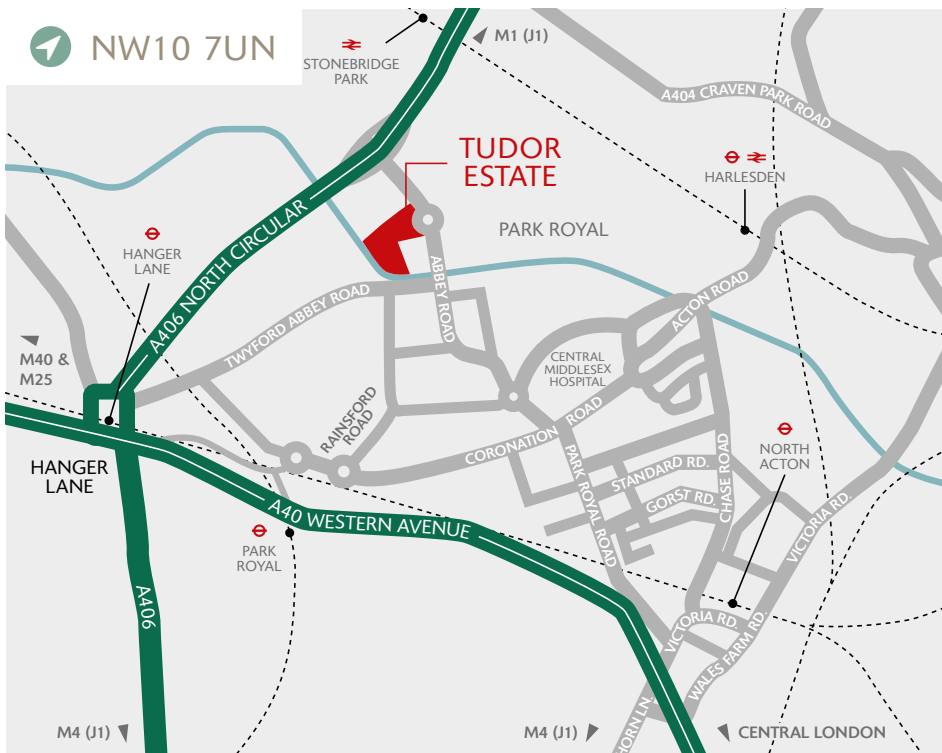 NW10 7UN
STONEBRIDGE
PARK
M1 (J1)
A404 CRAVEN PARK ROAD
TUDOR
ESTATE
HARLESDEN
PARK ROYAL
HANGER
LANE
A406 NORTH CIRCULAR
ABBEY ROAD
TWYFORD ABBEY ROAD
ACTON ROAD
M40 &
M25
CENTRAL
MIDDLESEX
HOSPITAL
RAINSFORD
ROAD
CORONATION ROAD
HANGER
LANE
STANDARD RD.
GORST RD.
CHASE ROAD
NORTH
ACTON
PARK ROYAL ROAD
VICTORIA RD.
A40 WESTERN AVENUE
PARK
ROYAL
A406
VICTORIA RD.
WALES FARM RD.
HORN LN.
M4 (J1)
M4 (J1)
CENTRAL LONDON